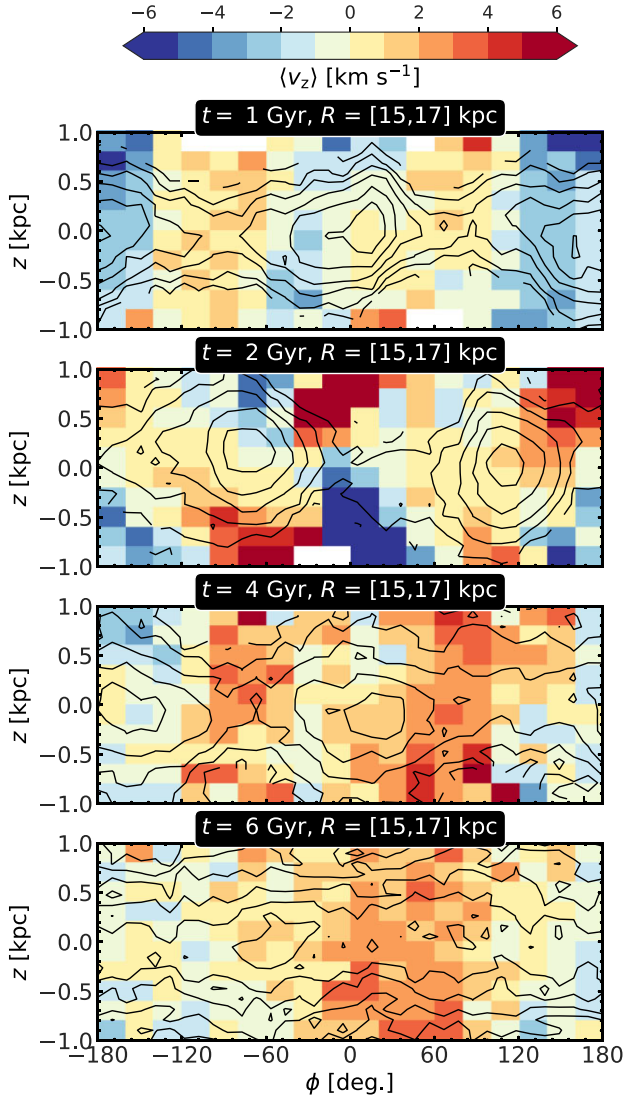 −6 −4 −2 0 2 4 6
⟨v_z⟩ [km s⁻¹]
t = 1 Gyr, R = [15,17] kpc
1.0
0.5
0.0
−0.5
−1.0
z [kpc]
t = 2 Gyr, R = [15,17] kpc
1.0
0.5
0.0
−0.5
−1.0
z [kpc]
t = 4 Gyr, R = [15,17] kpc
1.0
0.5
0.0
−0.5
−1.0
z [kpc]
t = 6 Gyr, R = [15,17] kpc
1.0
0.5
0.0
−0.5
−1.0
z [kpc]
−180 −120 −60 0 60 120 180
ϕ [deg.]